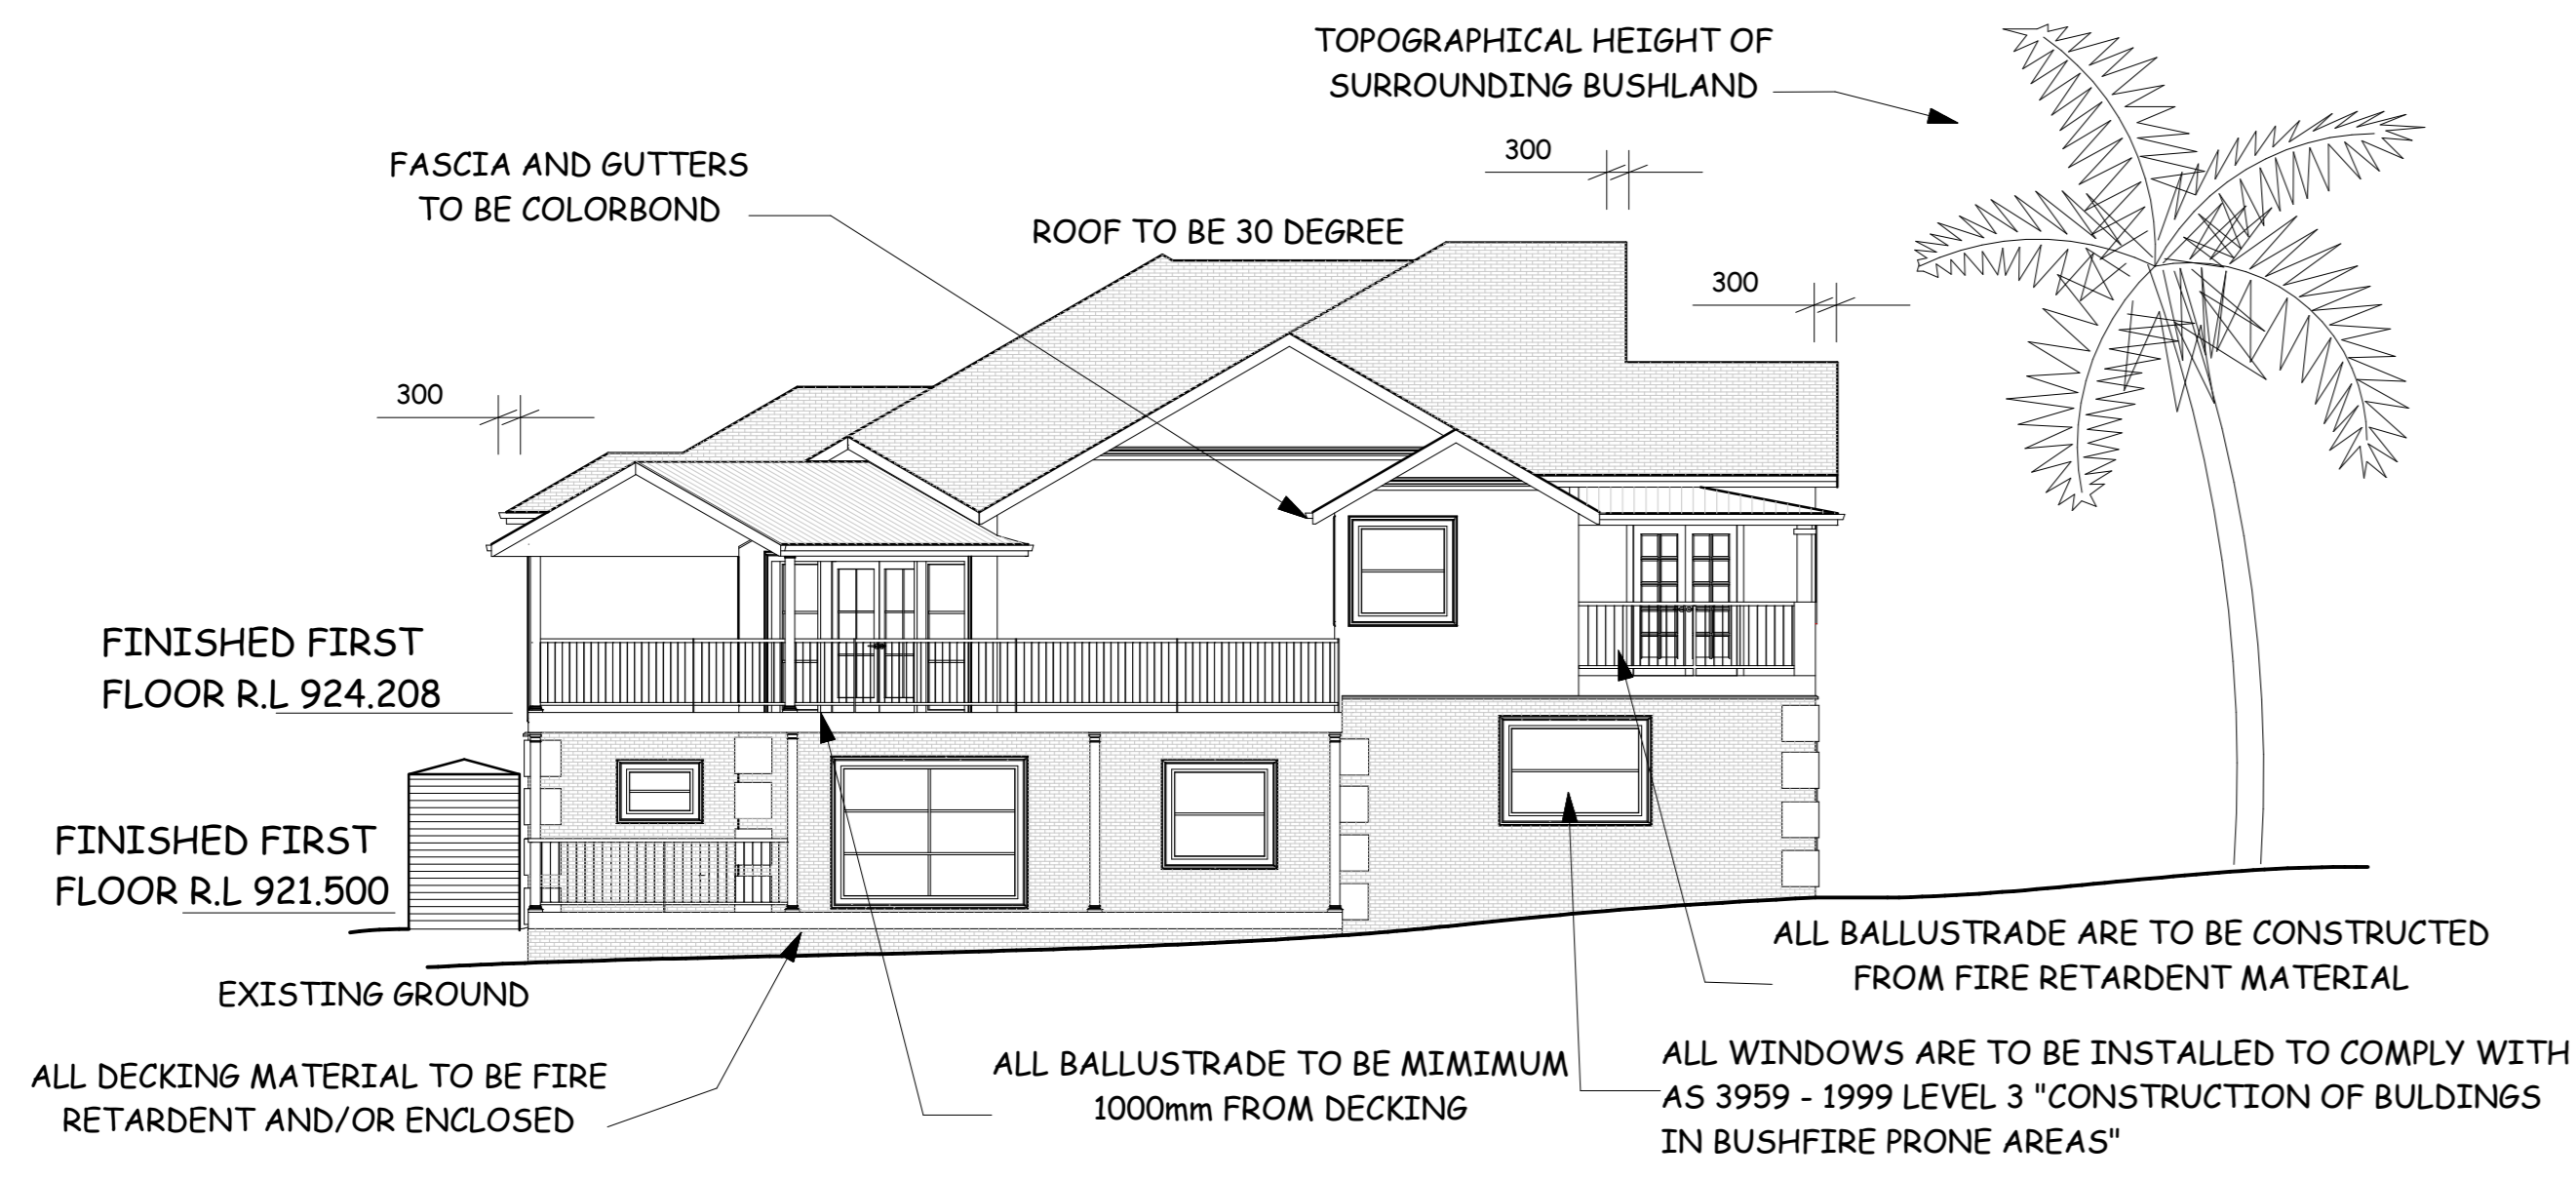 TOPOGRAPHICAL HEIGHT OF
SURROUNDING BUSHLAND
300
FASCIA AND GUTTERS
TO BE COLORBOND
ROOF TO BE 30 DEGREE
300
300
FINISHED FIRST
FLOOR R.L 924.208
FINISHED FIRST
FLOOR R.L 921.500
EXISTING GROUND
ALL BALLUSTRADE ARE TO BE CONSTRUCTED
FROM FIRE RETARDENT MATERIAL
ALL DECKING MATERIAL TO BE FIRE
RETARDENT AND/OR ENCLOSED
ALL BALLUSTRADE TO BE MIMIMUM
1000mm FROM DECKING
ALL WINDOWS ARE TO BE INSTALLED TO COMPLY WITH
AS 3959 - 1999 LEVEL 3 "CONSTRUCTION OF BULDINGS
IN BUSHFIRE PRONE AREAS"